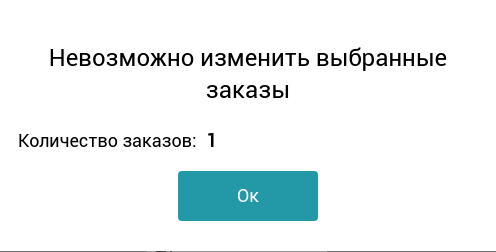 Невозможно изменить выбранные
заказы
Количество заказов: 1
Ок